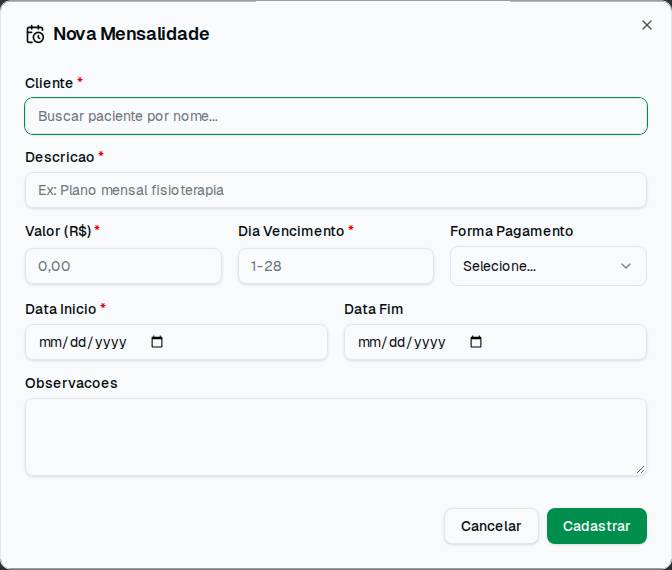 Nova Mensalidade
Cliente *
Buscar paciente por nome...
Descricao *
Ex: Plano mensal fisioterapia
Valor (R$) * Dia Vencimento * Forma Pagamento
0,00 1-28 Selecione...
Data Inicio * Data Fim
mm/dd/yyyy mm/dd/yyyy
Observacoes
Cancelar Cadastrar